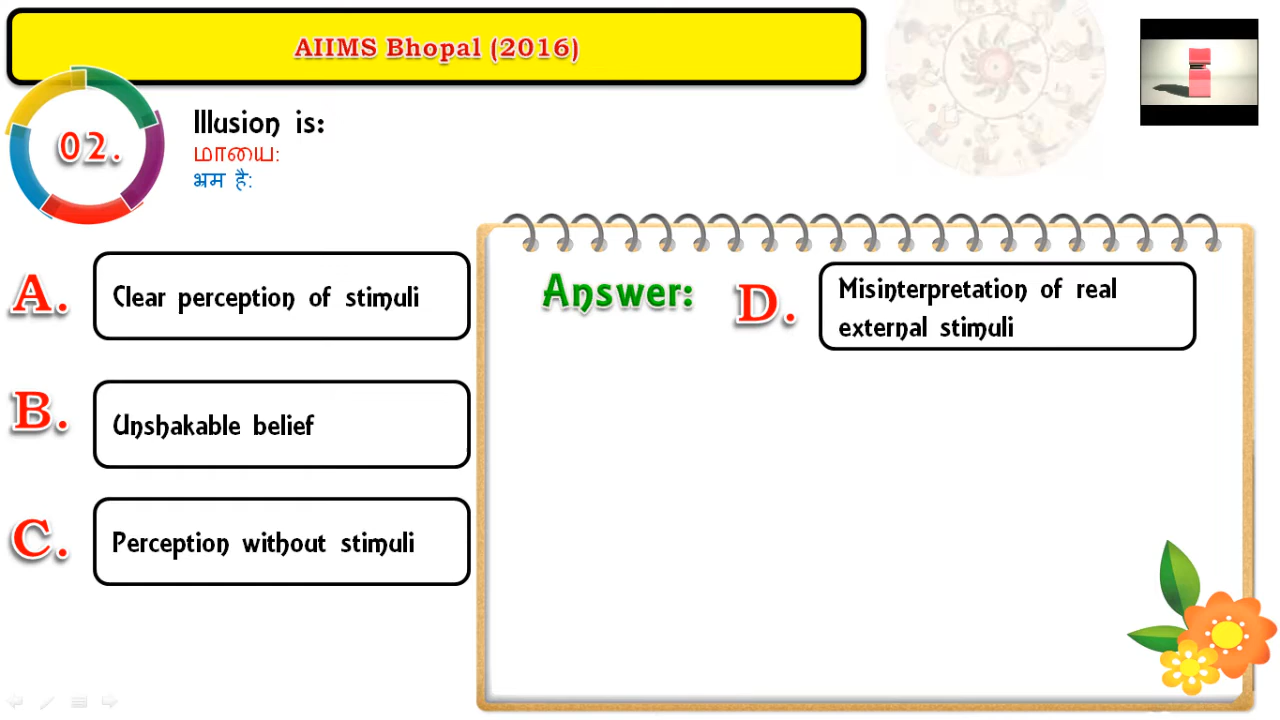 AIIMS Bhopal (2016)
02.
Illusion is:
மாயை:
भ्रम है:
A.
Clear perception of stimuli
B.
Unshakable belief
C.
Perception without stimuli
Answer:
D.
Misinterpretation of real
external stimuli